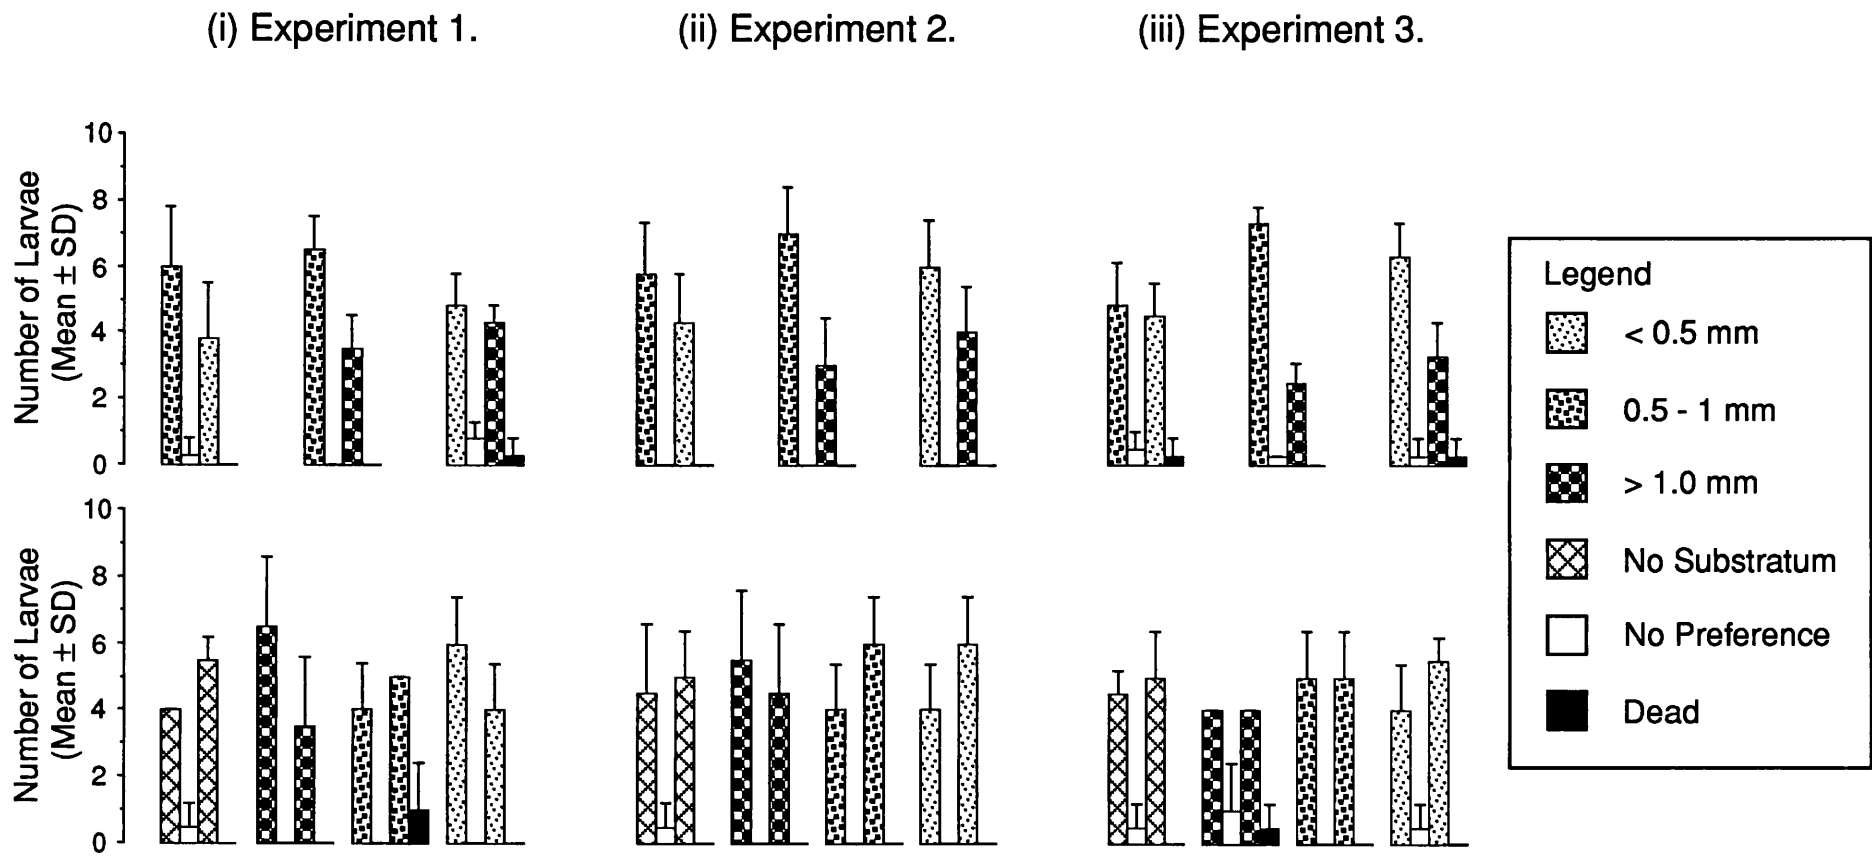 (i) Experiment 1.
(ii) Experiment 2.
(iii) Experiment 3.
Number of Larvae
(Mean ± SD)
10
8
6
4
2
0
Number of Larvae
(Mean ± SD)
10
8
6
4
2
0
Legend
< 0.5 mm
0.5 - 1 mm
> 1.0 mm
No Substratum
No Preference
Dead